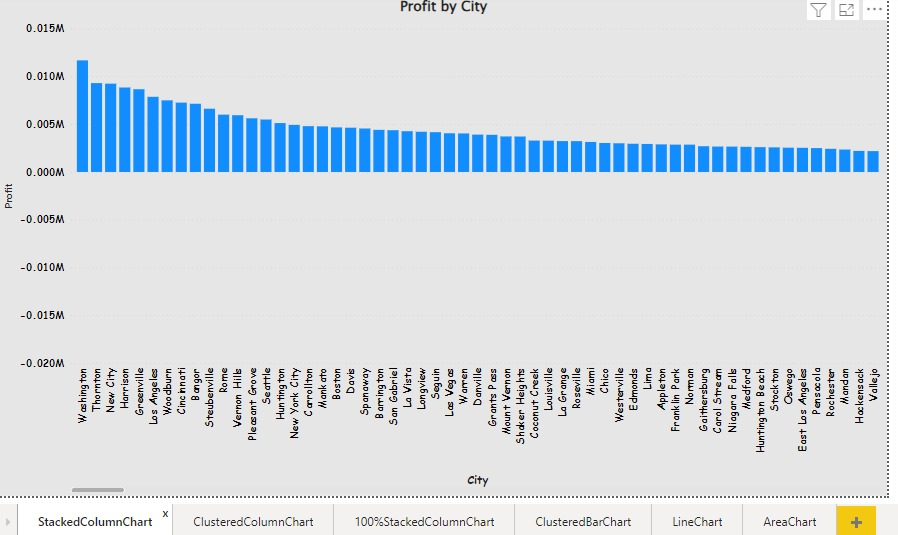 Profit by City
0.015M
0.010M
0.005M
0.000M
-0.005M
-0.010M
-0.015M
-0.020M
Profit
Washington
Thornton
New City
Harrison
Greenville
Los Angeles
Woodburn
Cincinnati
Bangor
Steubenville
Rome
Vernon Hills
Pleasant Grove
Seattle
Huntington
New York City
Carrollton
Mankato
Boston
Davis
Spanaway
Barrington
San Gabriel
La Vista
Longview
Seguin
Las Vegas
Warren
Danville
Grants Pass
Mount Vernon
Shaker Heights
Coconut Creek
Louisville
La Grange
Roseville
Miami
Chico
Westerville
Edmonds
Lima
Appleton
Franklin Park
Norman
Gaithersburg
Carol Stream
Niagara Falls
Medford
Huntington Beach
Stockton
Oswego
East Los Angeles
Pensacola
Rochester
Mandan
Hackensack
Vallejo
City
StackedColumnChart x
ClusteredColumnChart
100%StackedColumnChart
ClusteredBarChart
LineChart
AreaChart
+